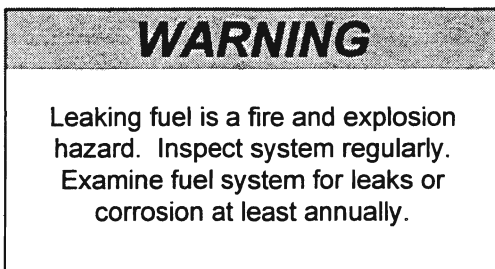 WARNING
Leaking fuel is a fire and explosion
hazard. Inspect system regularly.
Examine fuel system for leaks or
corrosion at least annually.